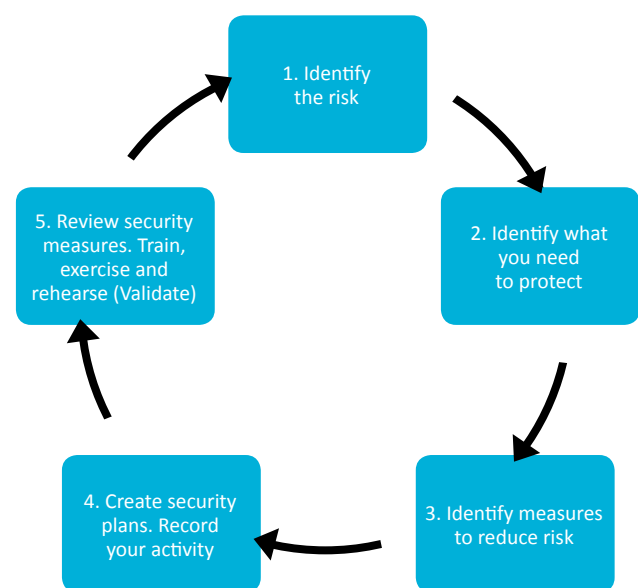 1. Identify
the risk
2. Identify what
you need
to protect
3. Identify measures
to reduce risk
4. Create security
plans. Record
your activity
5. Review security
measures. Train,
exercise and
rehearse (Validate)